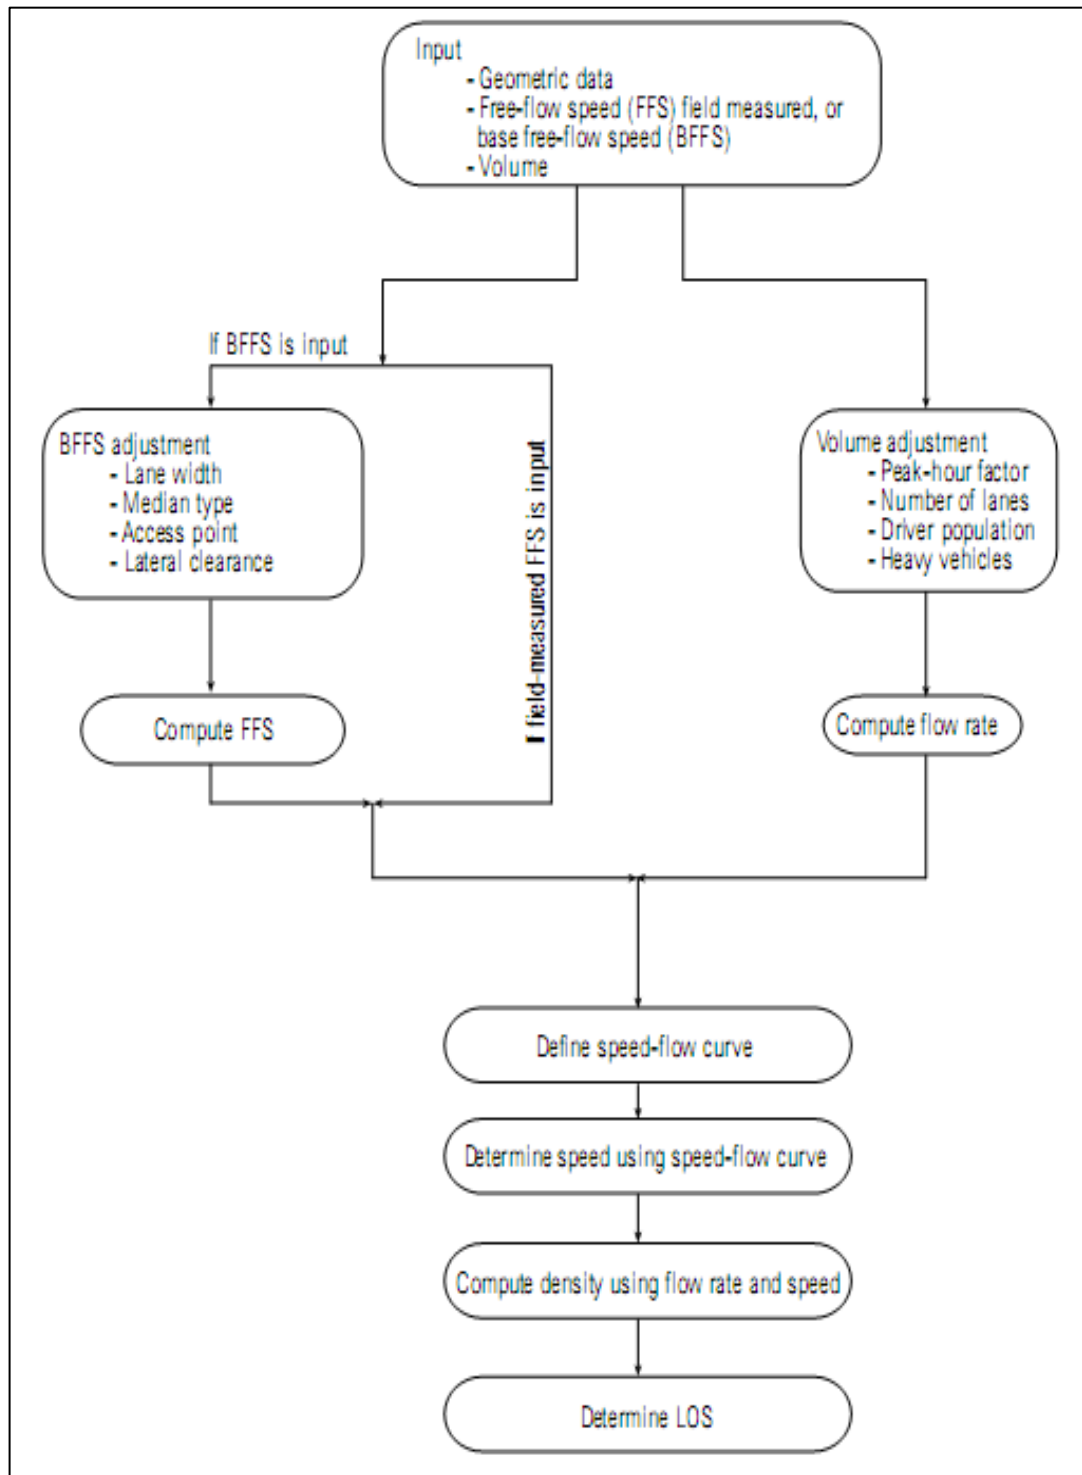 Input
- Geometric data
- Free-flow speed (FFS) field measured, or
base free-flow speed (BFFS)
- Volume
If BFFS is input
BFFS adjustment
- Lane width
- Median type
- Access point
- Lateral clearance
Compute FFS
field-measured FFS is input
Volume adjustment
- Peak-hour factor
- Number of lanes
- Driver population
- Heavy vehicles
Compute flow rate
Define speed-flow curve
Determine speed using speed-flow curve
Compute density using flow rate and speed
Determine LOS